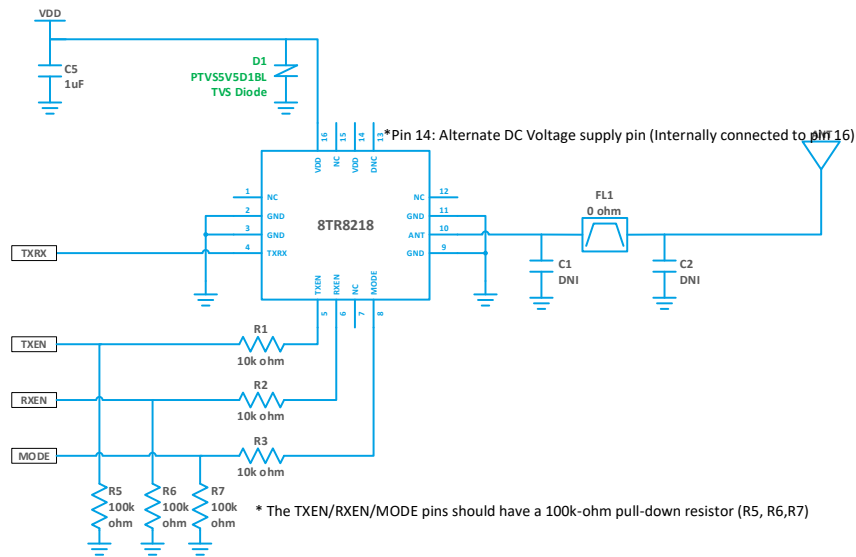 VDD
C5
1uF
D1
PTVS5V5D1BL
TVS Diode
*Pin 14: Alternate DC Voltage supply pin (Internally connected to pin 16)
ANT
16
15
14
13
VDD
NC
VDD
DNC
1
NC
2
GND
3
GND
4
TXRX
8TR8218
NC
12
GND
11
ANT
10
GND
9
TXEN
RXEN
NC
MODE
5
6
7
8
FL1
0 ohm
C1
DNI
C2
DNI
TXRX
TXEN
R1
10k ohm
RXEN
R2
10k ohm
MODE
R3
10k ohm
R5
100k
ohm
R6
100k
ohm
R7
100k
ohm
* The TXEN/RXEN/MODE pins should have a 100k-ohm pull-down resistor (R5, R6,R7)